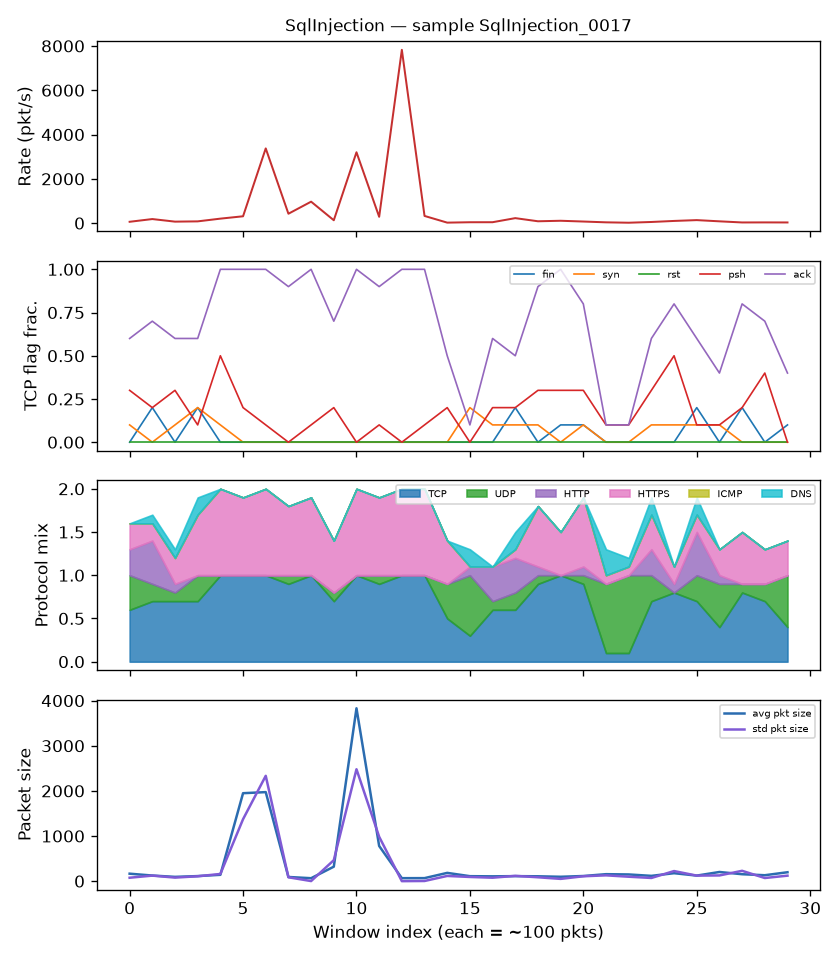 SqlInjection — sample SqlInjection_0017
Rate (pkt/s)
8000
6000
4000
2000
0
TCP flag frac.
1.00
0.75
0.50
0.25
0.00
fin syn rst psh ack
Protocol mix
2.0
1.5
1.0
0.5
0.0
TCP UDP HTTP HTTPS ICMP DNS
Packet size
4000
3000
2000
1000
0
avg pkt size
std pkt size
0 5 10 15 20 25 30
Window index (each = ~100 pkts)